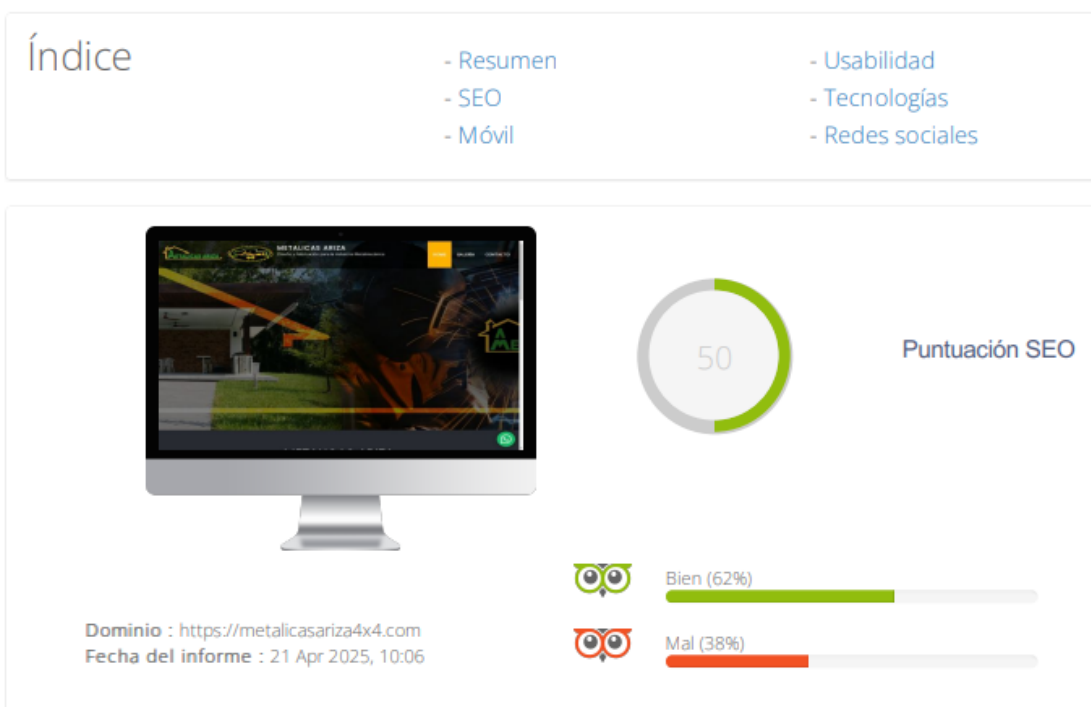 Índice
- Resumen
- SEO
- Móvil
- Usabilidad
- Tecnologías
- Redes sociales
METALICAS ARIZA
50
Puntuación SEO
Bien (62%)
Mal (38%)
Dominio : https://metalicasariza4x4.com
Fecha del informe : 21 Apr 2025, 10:06